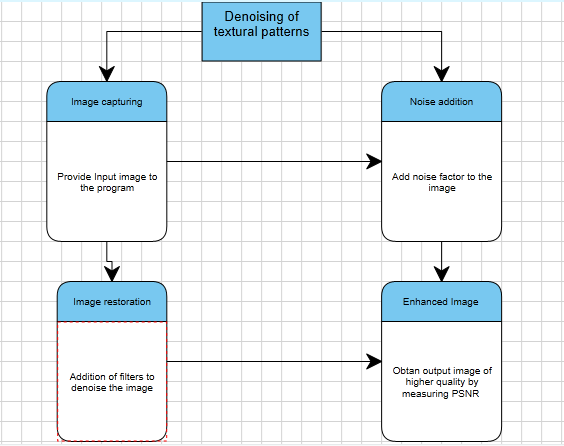 Denoising of
textural patterns
Image capturing
Noise addition
Provide Input image to
the program
Add noise factor to the
image
Image restoration
Enhanced Image
Addition of filters to
denoise the image
Obtan output image of
higher quality by
measuring PSNR